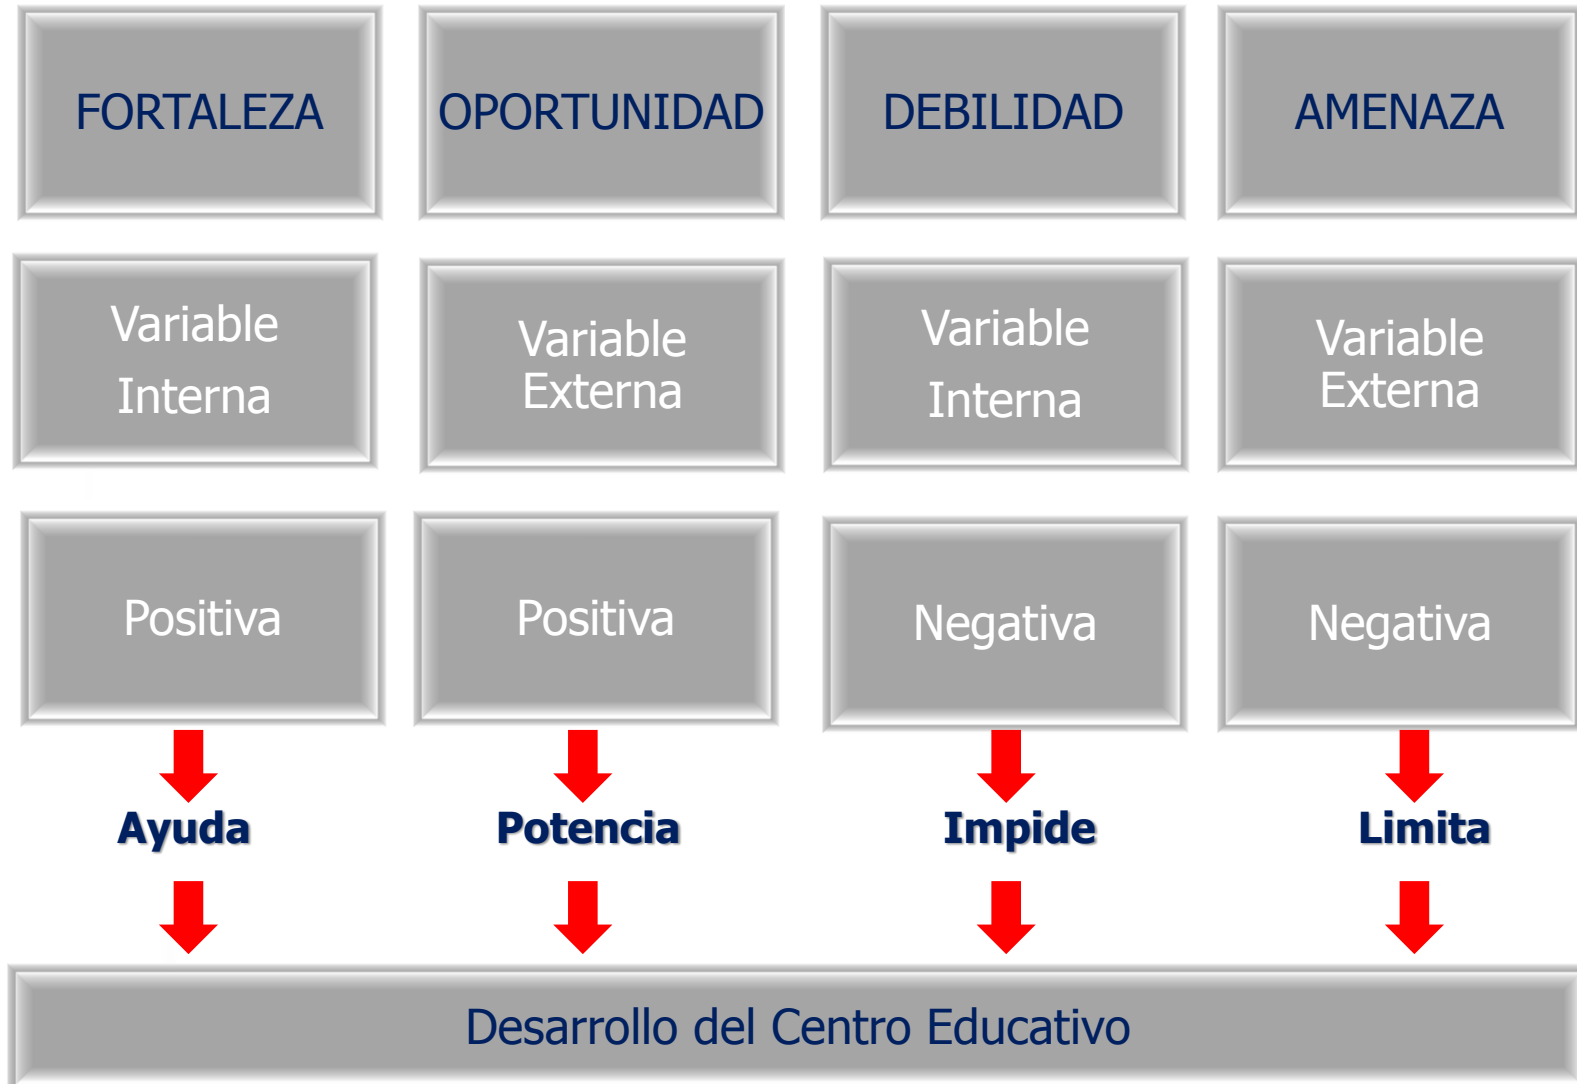 FORTALEZA
OPORTUNIDAD
DEBILIDAD
AMENAZA
Variable
Interna
Variable
Externa
Variable
Interna
Variable
Externa
Positiva
Positiva
Negativa
Negativa
Ayuda
Potencia
Impide
Limita
Desarrollo del Centro Educativo